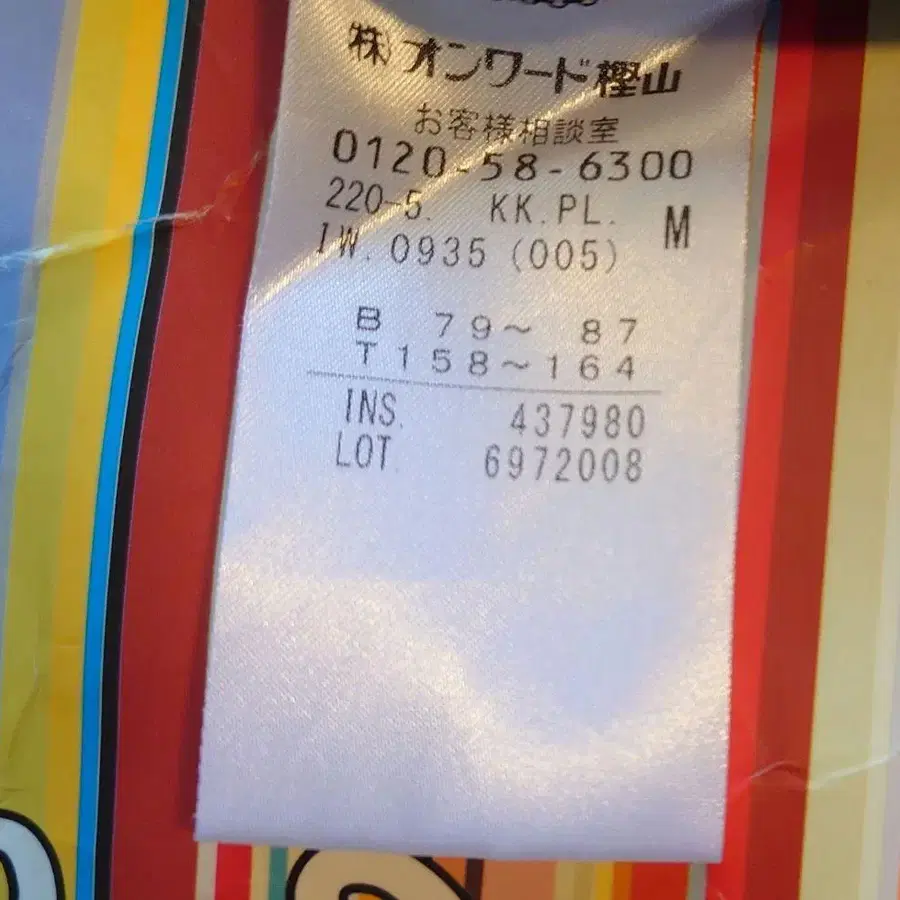 ㈱オンワード樫山
お客様相談室
0120-58-6300
220-5. KK.PL. M
IW. 0935 (005)
B 79～ 87
T 158～164
INS. 437980
LOT. 6972008